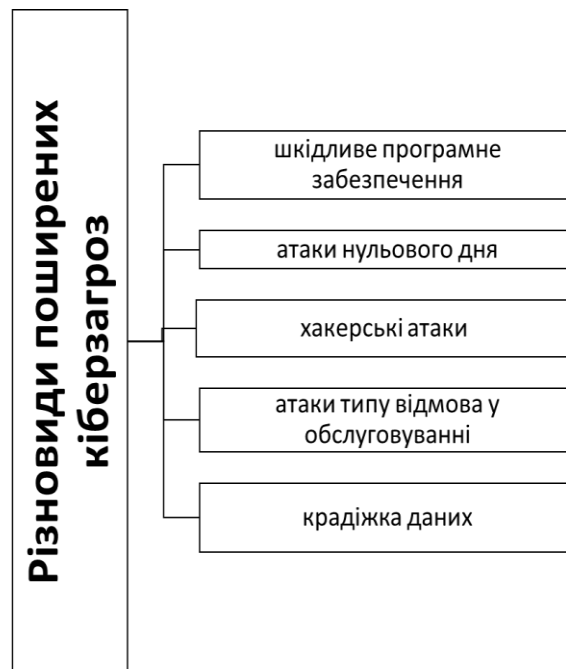 Різновиди поширених
кіберзагроз
шкідливе програмне
забезпечення
атаки нульового дня
хакерські атаки
атаки типу відмова у
обслуговуванні
крадіжка даних